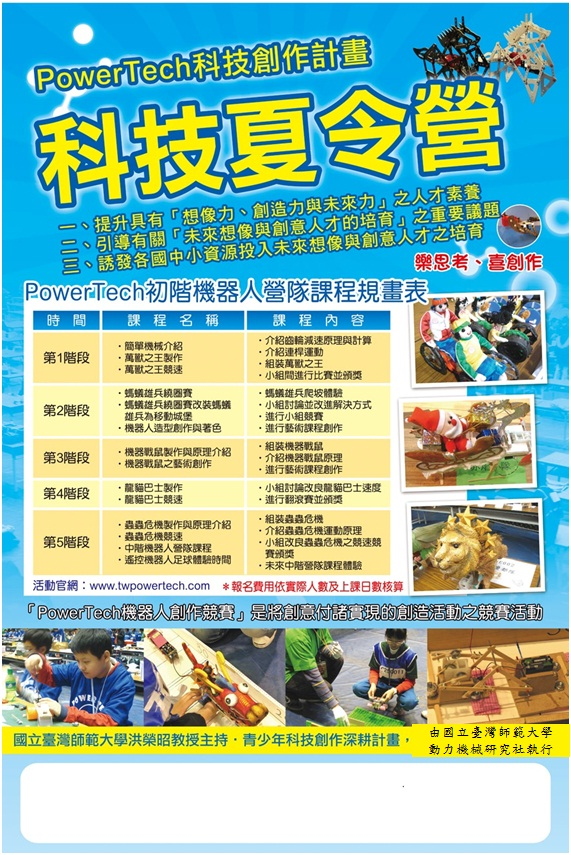 PowerTech科技創作計畫
科技夏令營
一、提升具有「想像力、創造力與未來力」之人才素養
二、引導有關「未來想像與創意人才的培育」之重要議題
三、誘發各國中小資源投入未來想像與創意人才之培育
樂思考、喜創作
PowerTech初階機器人營隊課程規畫表
時 間 課 程 名 稱 課 程 內 容
第1階段
・簡單機械介紹
・萬獸之王製作
・萬獸之王競速
・介紹齒輪減速原理與計算
・介紹連桿運動
・組裝萬獸之王
・小組間進行比賽並頒獎
第2階段
・螞蟻雄兵繞圈賽
・螞蟻雄兵繞圈賽改裝螞蟻
雄兵為移動城堡
・機器人造型創作與著色
・螞蟻雄兵爬坡體驗
・小組討論並改進解決方式
・進行小組競賽
・進行藝術課程創作
第3階段
・機器戰鼠製作與原理介紹
・機器戰鼠之藝術創作
・組裝機器戰鼠
・介紹機器戰鼠原理
・進行藝術課程創作
第4階段
・龍貓巴士製作
・龍貓巴士競速
・小組討論改良龍貓巴士速度
・進行翻滾賽並頒獎
第5階段
・蟲蟲危機製作與原理介紹
・蟲蟲危機競速
・中階機器人營隊課程
・遙控機器人足球體驗時間
・組裝蟲蟲危機
・介紹蟲蟲危機運動原理
・小組改良蟲蟲危機之競速競
賽頒獎
・未來中階營隊課程體驗
活動官網：www.twpowertech.com ＊報名費用依實際人數及上課日數核算
「PowerTech機器人創作競賽」是將創意付諸實現的創造活動之競賽活動
國立臺灣師範大學洪榮昭教授主持・青少年科技創作深耕計畫，
由國立臺灣師範大學
動力機械研究社執行